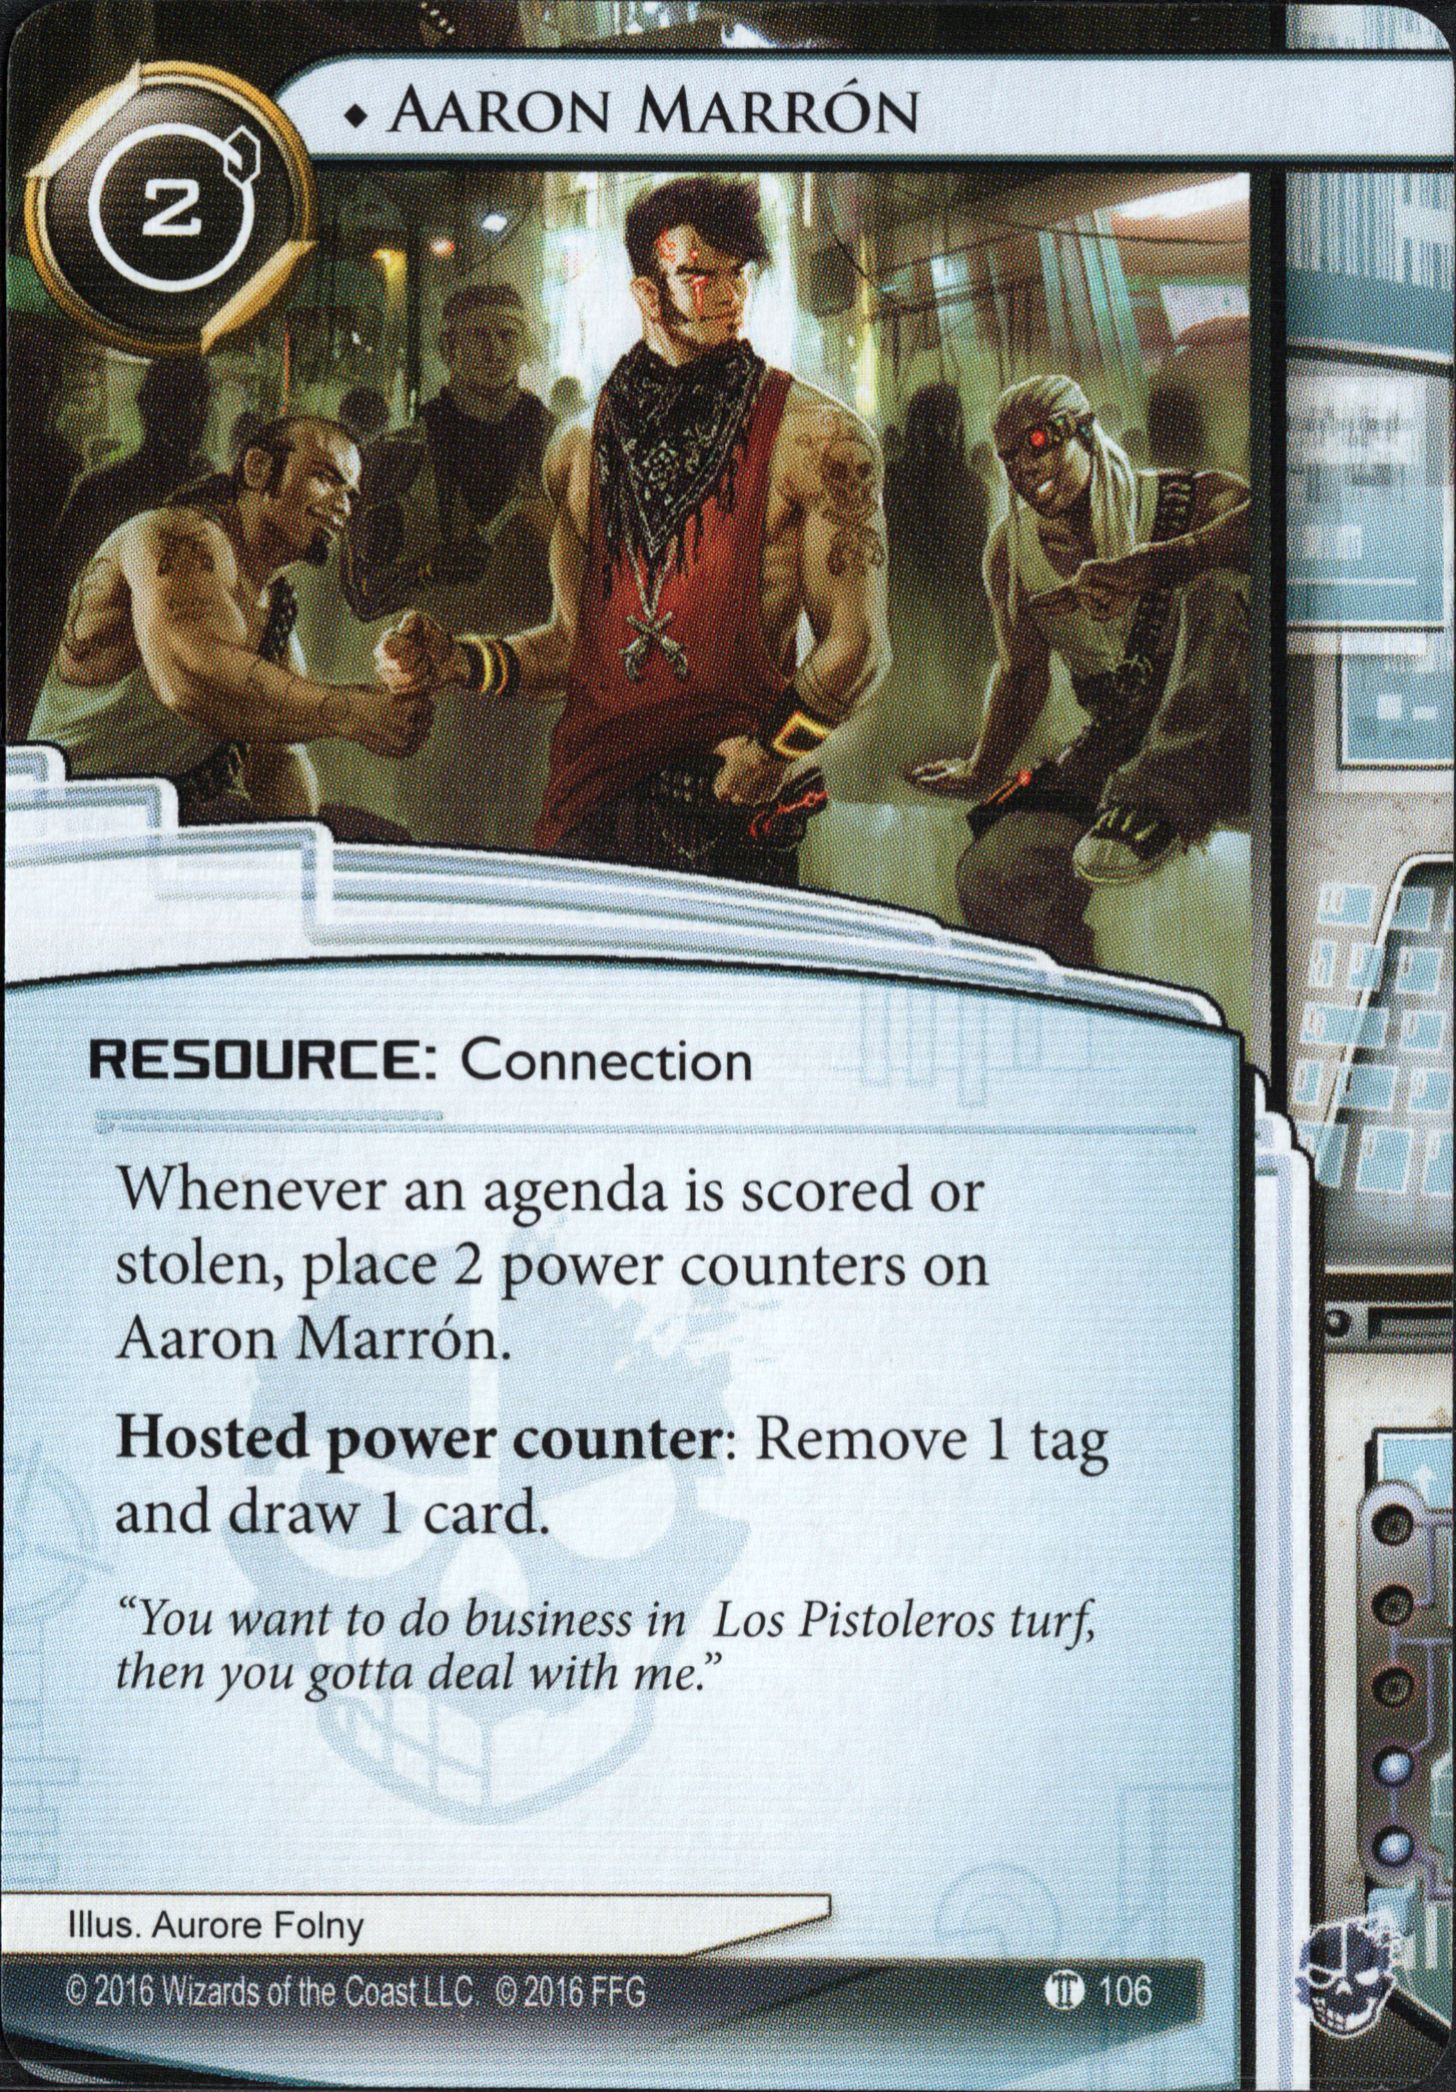 2
◆ Aaron Marrón
RESOURCE: Connection
Whenever an agenda is scored or
stolen, place 2 power counters on
Aaron Marrón.
Hosted power counter: Remove 1 tag
and draw 1 card.
“You want to do business in Los Pistoleros turf,
then you gotta deal with me.”
Illus. Aurore Folny
© 2016 Wizards of the Coast LLC. © 2016 FFG
106